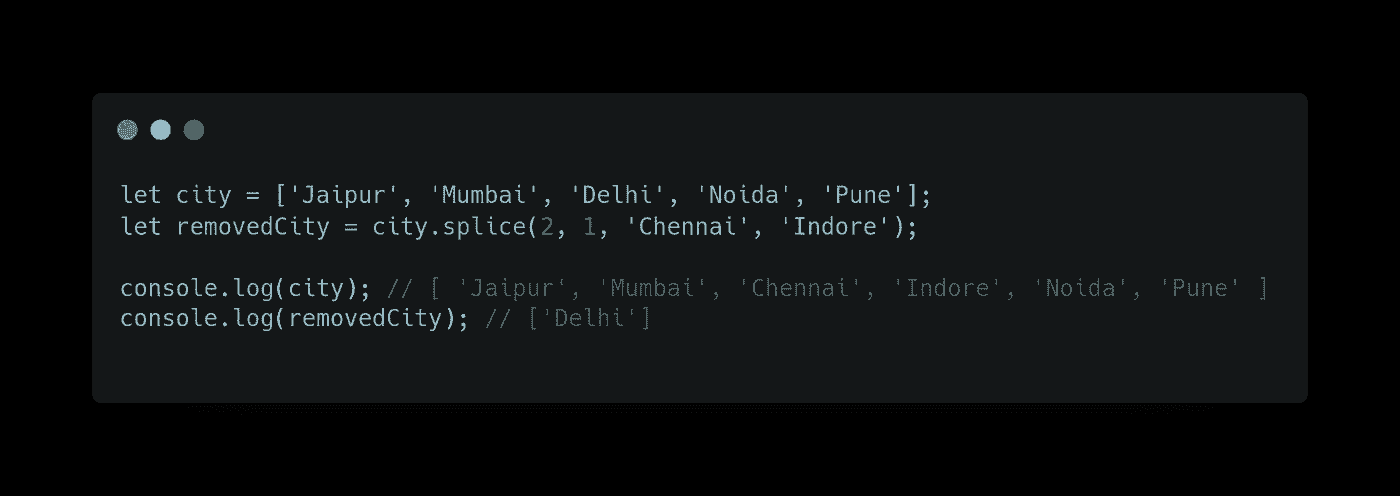 let city = ['Jaipur', 'Mumbai', 'Delhi', 'Noida', 'Pune'];
let removedCity = city.splice(2, 1, 'Chennai', 'Indore');
console.log(city); // [ 'Jaipur‘, 'Mumbai', 'Chennai', 'Indore', 'Noida', 'Pune' ]
console.log(removedCity); // ['Delhi']